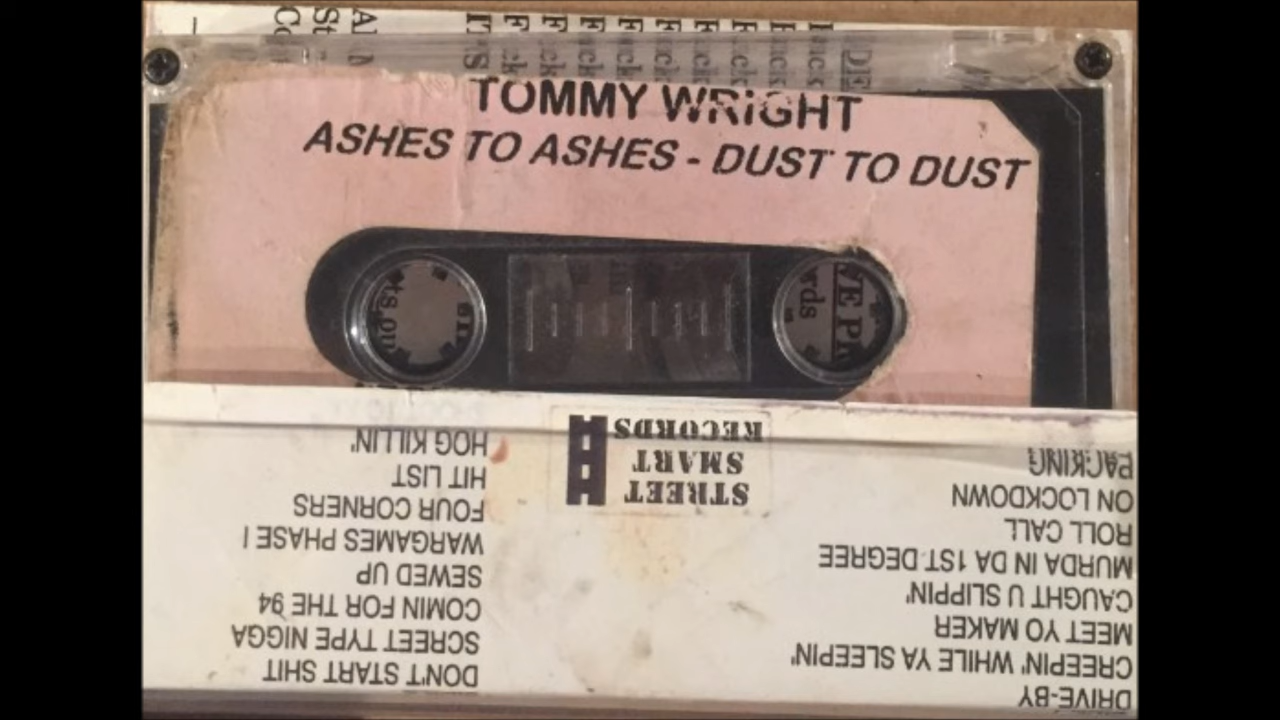 TOMMY WRIGHT
ASHES TO ASHES - DUST TO DUST
DRIVE-BY
CREEPIN' WHILE YA SLEEPIN'
MEET YO MAKER
CAUGHT U SLIPPIN'
MURDA IN DA 1ST DEGREE
ROLL CALL
ON LOCKDOWN
PACKING
STREET
SMART
RECORDS
DON'T START SHIT
SCREET TYPE NIGGA
COMIN FOR THE 94
SEWED UP
WARGAMES PHASE I
FOUR CORNERS
HIT LIST
HOG KILLIN'